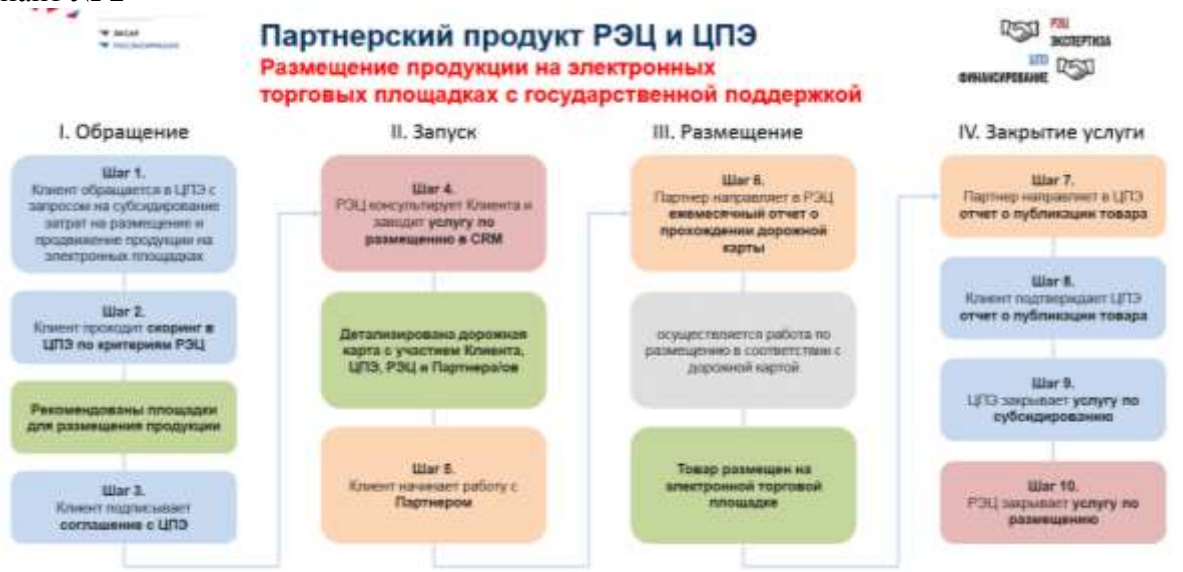 Партнерский продукт РЭЦ и ЦПЭ
Размещение продукции на электронных
торговых площадках с государственной поддержкой
РЭЦ
ЭКСПЕРТИЗА
ЦПЭ
ФИНАНСИРОВАНИЕ
I. Обращение
Шаг 1.
Клиент обращается в ЦПЭ с
запросом на субсидирование
затрат на размещение и
продвижение продукции на
электронных площадках
Шаг 2.
Клиент проходит скоринг в
ЦПЭ по критериям РЭЦ
Рекомендованы площадки
для размещения продукции
Шаг 3.
Клиент подписывает
соглашение с ЦПЭ
II. Запуск
Шаг 4.
РЭЦ консультирует Клиента и
заводит услугу по
размещению в CRM
Детализирована дорожная
карта с участием Клиента,
ЦПЭ, РЭЦ и Партнера/ов
Шаг 5.
Клиент начинает работу с
Партнером
III. Размещение
Шаг 6.
Партнер направляет в РЭЦ
ежемесячный отчет о
прохождении дорожной
карты
осуществляется работа по
размещению в соответствии с
дорожной картой
Товар размещен на
электронной торговой
площадке
IV. Закрытие услуги
Шаг 7.
Партнер направляет в ЦПЭ
отчет о публикации товара
Шаг 8.
Клиент подтверждает ЦПЭ
отчет о публикации товара
Шаг 9.
ЦПЭ закрывает услугу по
субсидированию
Шаг 10.
РЭЦ закрывает услугу по
размещению